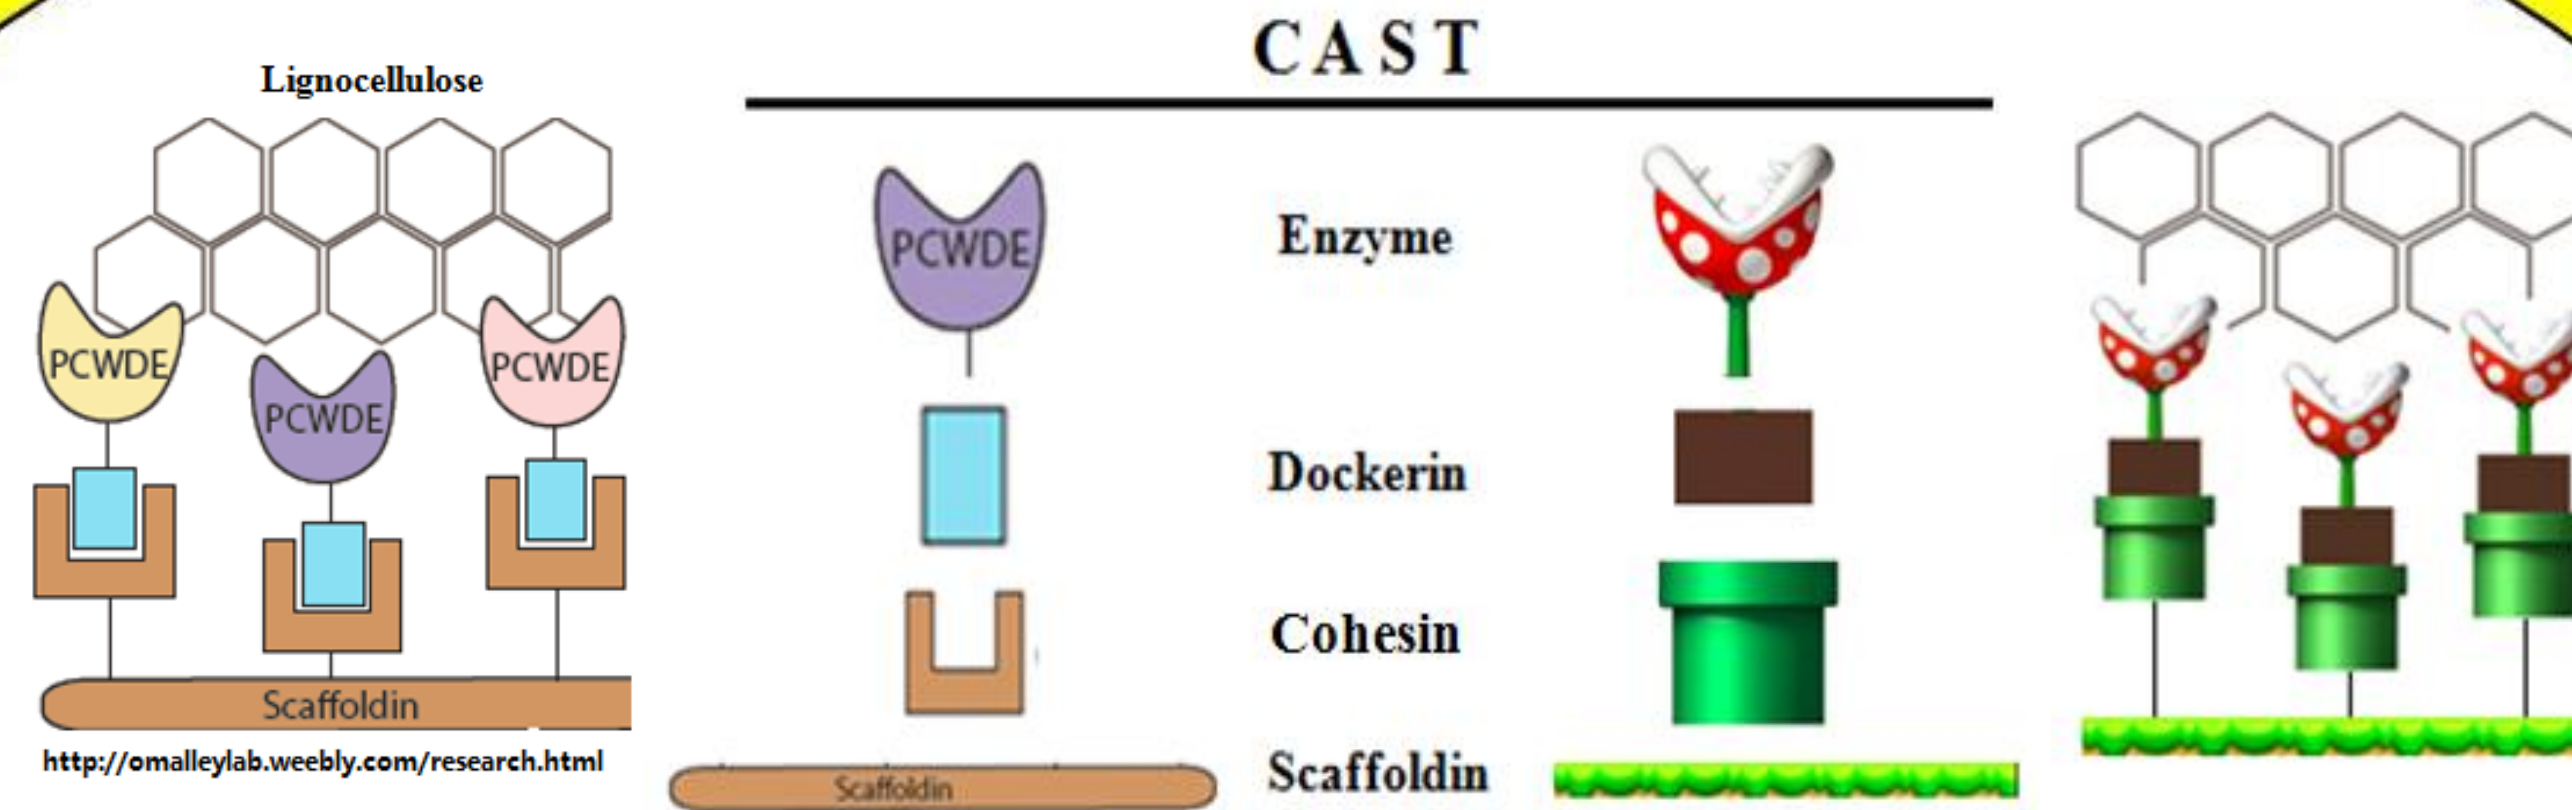 CAST
Lignocellulose
PCWDE
PCWDE
PCWDE
Scaffoldin
http://omalleylab.weebly.com/research.html
PCWDE
Enzyme
Dockerin
Cohesin
Scaffoldin
Scaffoldin